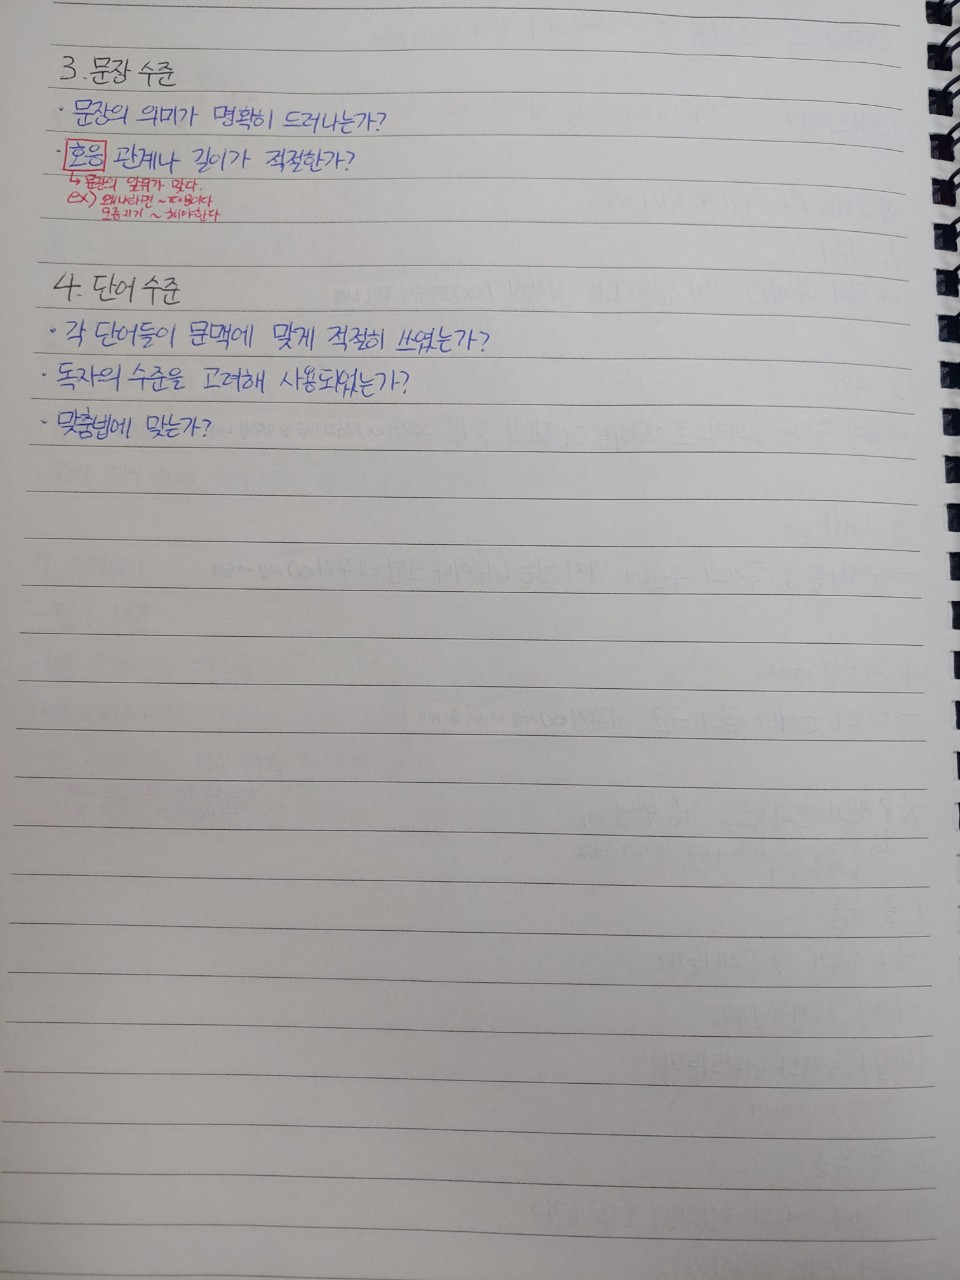 3. 문장 수준
· 문장의 의미가 명확히 드러나는가?
· 호응 관계나 길이가 적절한가?
↳ 문장의 앞뒤가 맞다.
ex) 왜냐하면 ~ 때문이다
모름지기 ~ 해야한다
4. 단어 수준
· 각 단어들이 문맥에 맞게 적절히 쓰였는가?
· 독자의 수준을 고려해 사용되었는가?
· 맞춤법에 맞는가?